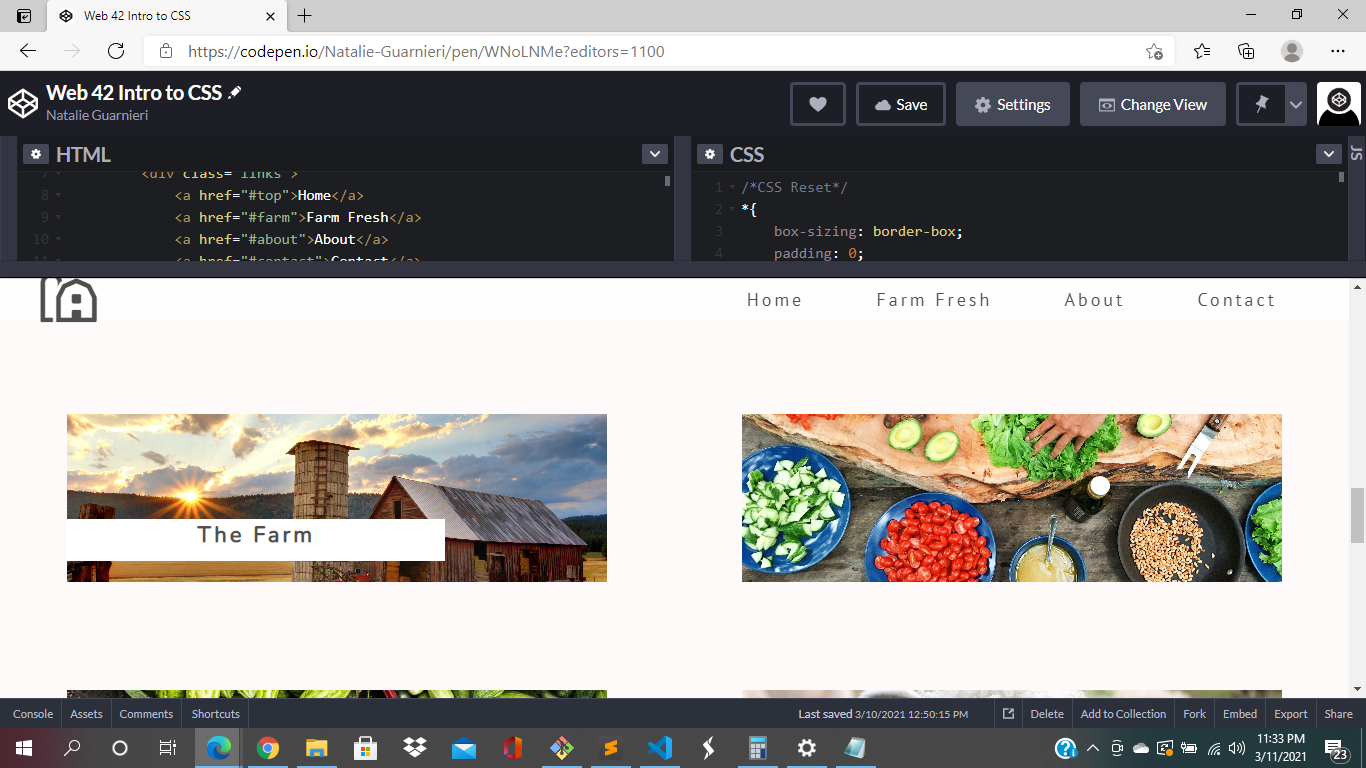 Web 42 Intro to CSS
https://codepen.io/Natalie-Guarnieri/pen/WNoLNMe?editors=1100
Web 42 Intro to CSS
Natalie Guarnieri
Save
Settings
Change View
HTML
7 <div class="links">
8 <a href="#top">Home</a>
9 <a href="#farm">Farm Fresh</a>
10 <a href="#about">About</a>
11 <a href="#contact">Contact</a>
CSS
1 /*CSS Reset*/
2 *{
3 box-sizing: border-box;
4 padding: 0;
JS
Home Farm Fresh About Contact
The Farm
Console Assets Comments Shortcuts Last saved 3/10/2021 12:50:15 PM Delete Add to Collection Fork Embed Export Share
11:33 PM
3/11/2021
23